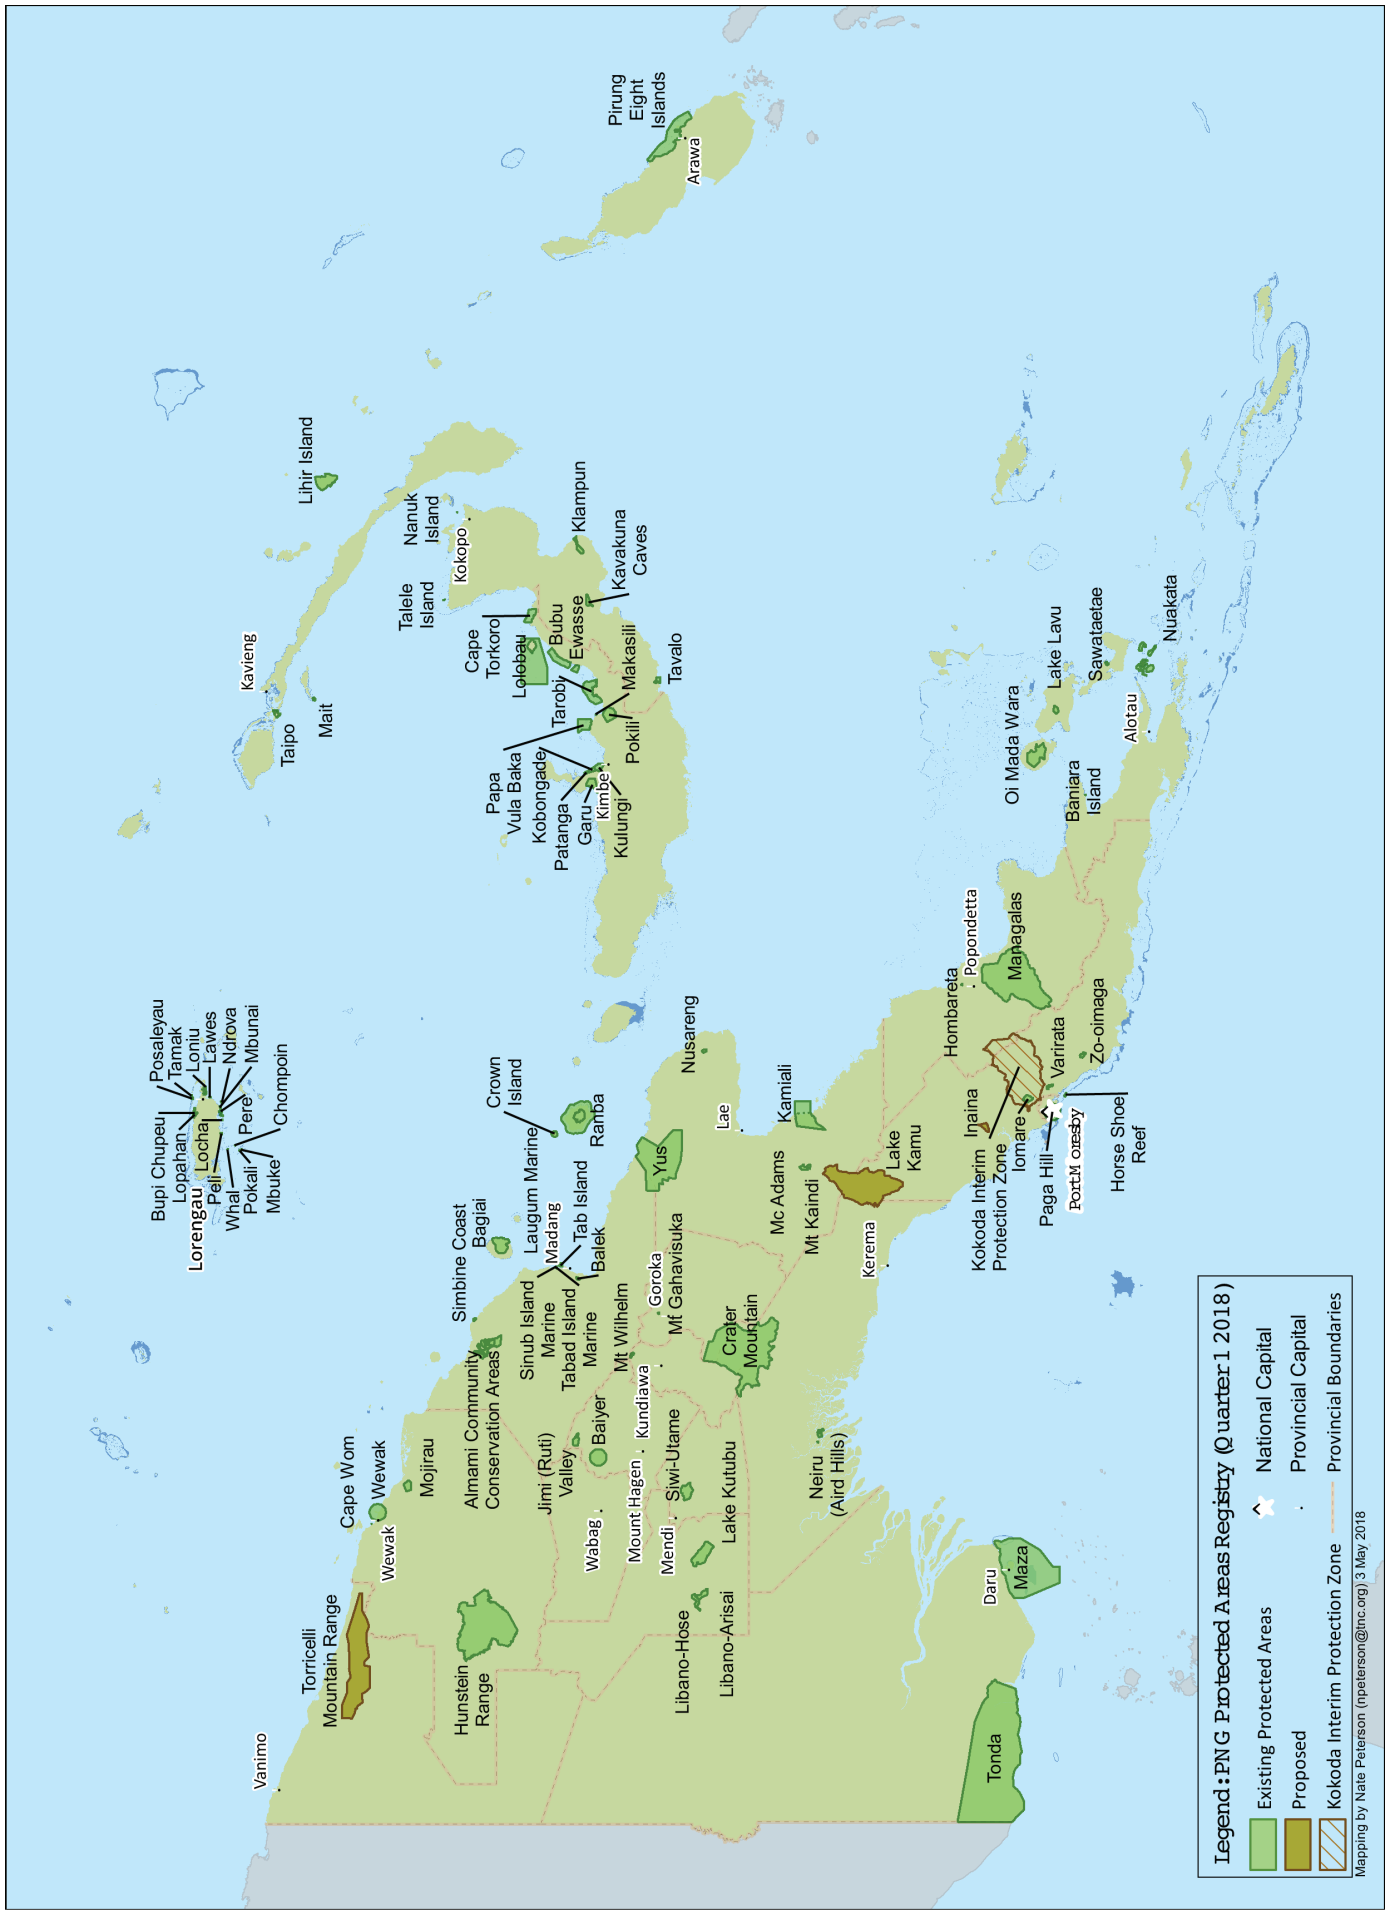 Pirung
Eight
Islands
Arawa
Lihir Island
Nanuk
Island
Kokopo
Klampun
Kavakuna
Caves
Talele
Island
Kavieng
Taipo
Mait
Cape
Torkoro
Lolobau
Bubu
Ewasse
Tarobi
Makasili
Tavalo
Pokili
Papa
Vula Baka
Kobongade
Patanga
Garu
Kimbe
Kulungi
Nuakata
Sawataetae
Lake Lavu
Oi Mada Wara
Alotau
Baniara
Island
Posaleyau
Tamak
Loniu
Lawes
Ndrova
Mbunai
Chompoin
Pere
Bupi Chupeu
Lopahan
Locha
Peli
Whal
Pokali
Mbuke
Lorengau
Crown
Island
Ramba
Nusareng
Lae
Kamiali
Yus
Popondetta
Managalas
Hombareta
Varirata
Zo-oimaga
Inaina
Kokoda Interim
Protection Zone
Iomare
Paga Hill
Port Moresby
Horse Shoe
Reef
Lake
Kamu
Mc Adams
Mt Kaindi
Kerema
Simbine Coast
Bagiai
Laugum Marine
Madang
Tab Island
Balek
Sinub Island
Marine
Tabad Island
Marine
Mt Wilhelm
Goroka
Mt Gahavisuka
Crater
Mountain
Almami Community
Conservation Areas
Kundiawa
Baiyer
Jimi (Ruti)
Valley
Mount Hagen
Siwi-Utame
Lake Kutubu
Wabag
Mendi
Neiru
(Aird Hills)
Cape Wom
Wewak
Mojirau
Wewak
Torricelli
Mountain Range
Hunstein
Range
Libano-Hose
Libano-Arisai
Daru
Maza
Vanimo
Tonda
Legend: PNG Protected Areas Registry (Quarter 1 2018)
Existing Protected Areas
National Capital
Proposed
Provincial Capital
Kokoda Interim Protection Zone
Provincial Boundaries
Mapping by Nate Peterson (npeterson@tnc.org) 3 May 2018